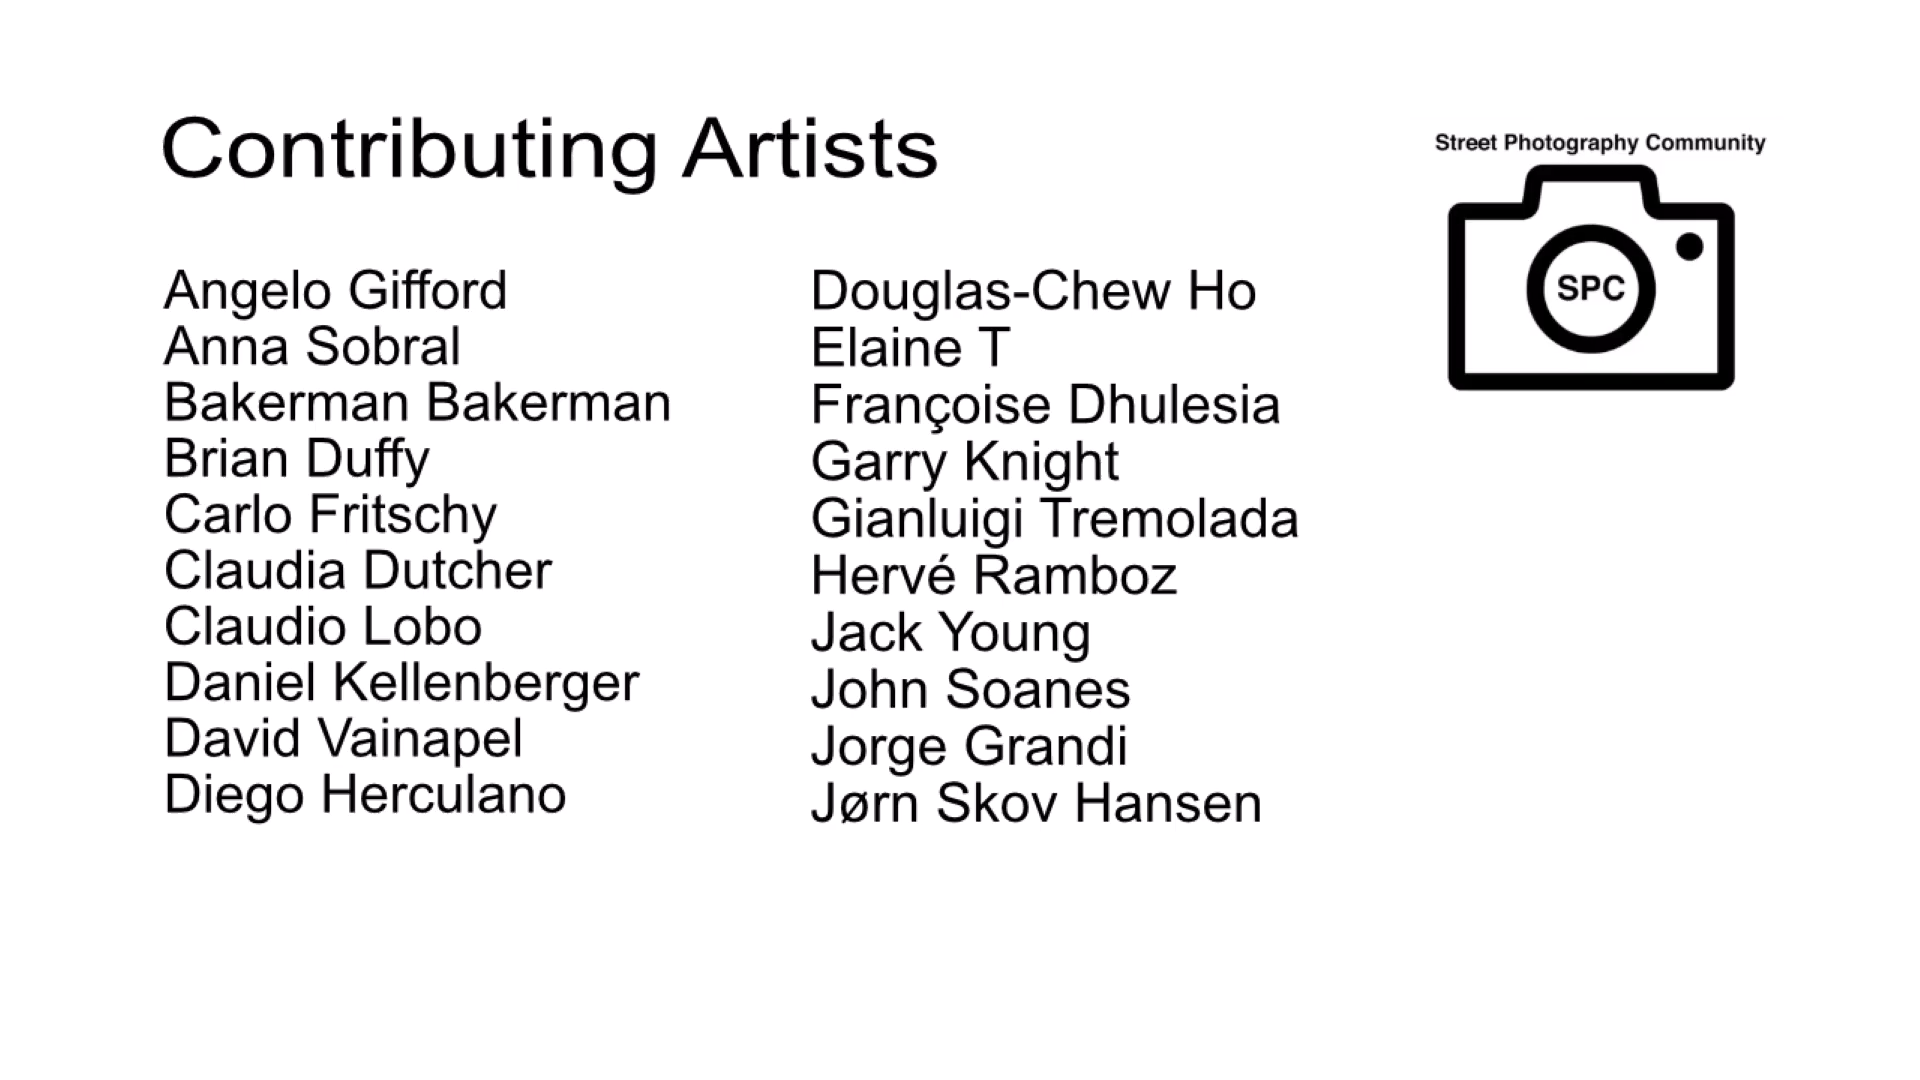 Contributing Artists
Street Photography Community
SPC
Angelo Gifford
Anna Sobral
Bakerman Bakerman
Brian Duffy
Carlo Fritschy
Claudia Dutcher
Claudio Lobo
Daniel Kellenberger
David Vainapel
Diego Herculano
Douglas-Chew Ho
Elaine T
Françoise Dhulesia
Garry Knight
Gianluigi Tremolada
Hervé Ramboz
Jack Young
John Soanes
Jorge Grandi
Jørn Skov Hansen